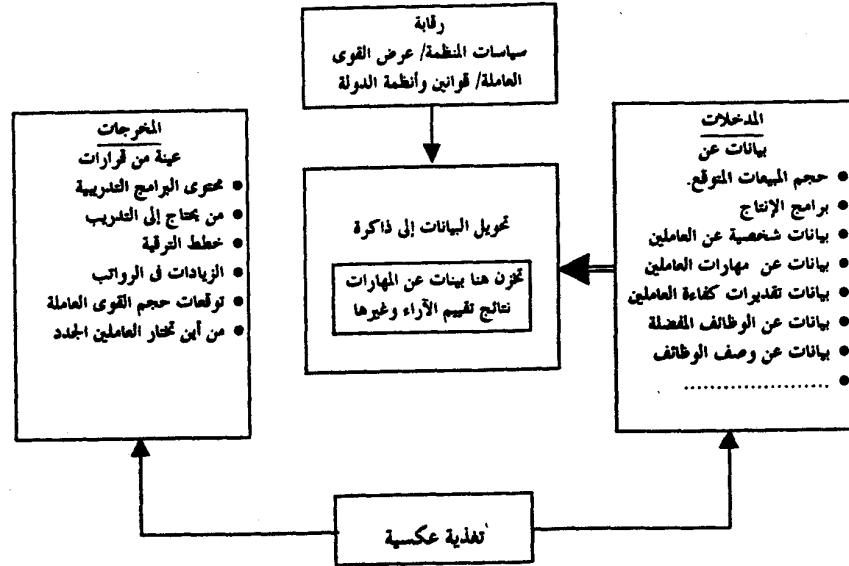 رقابة
سياسات المنظمة/ عرض القوى
العاملة/ قوانين وأنظمة الدولة
المدخلات
بيانات عن
● حجم المبيعات المتوقع.
● برامج الإنتاج
● بيانات شخصية عن العاملين
● بيانات عن مهارات العاملين
● بيانات تقديرات كفاءة العاملين
● بيانات عن الوظائف المفضلة
● بيانات عن وصف الوظائف
● ......................
تحويل البيانات إلى ذاكرة
تخزن هنا بينات عن المهارات
نتائج تقييم الآراء وغيرها
المخرجات
عينة من قرارات
● محتوى البرامج التدريبية
● من يحتاج إلى التدريب
● خطط الترقية
● الزيادات فى الرواتب
● توقعات حجم القوى العاملة
● من أين تختار العاملين الجدد
تغذية عكسية